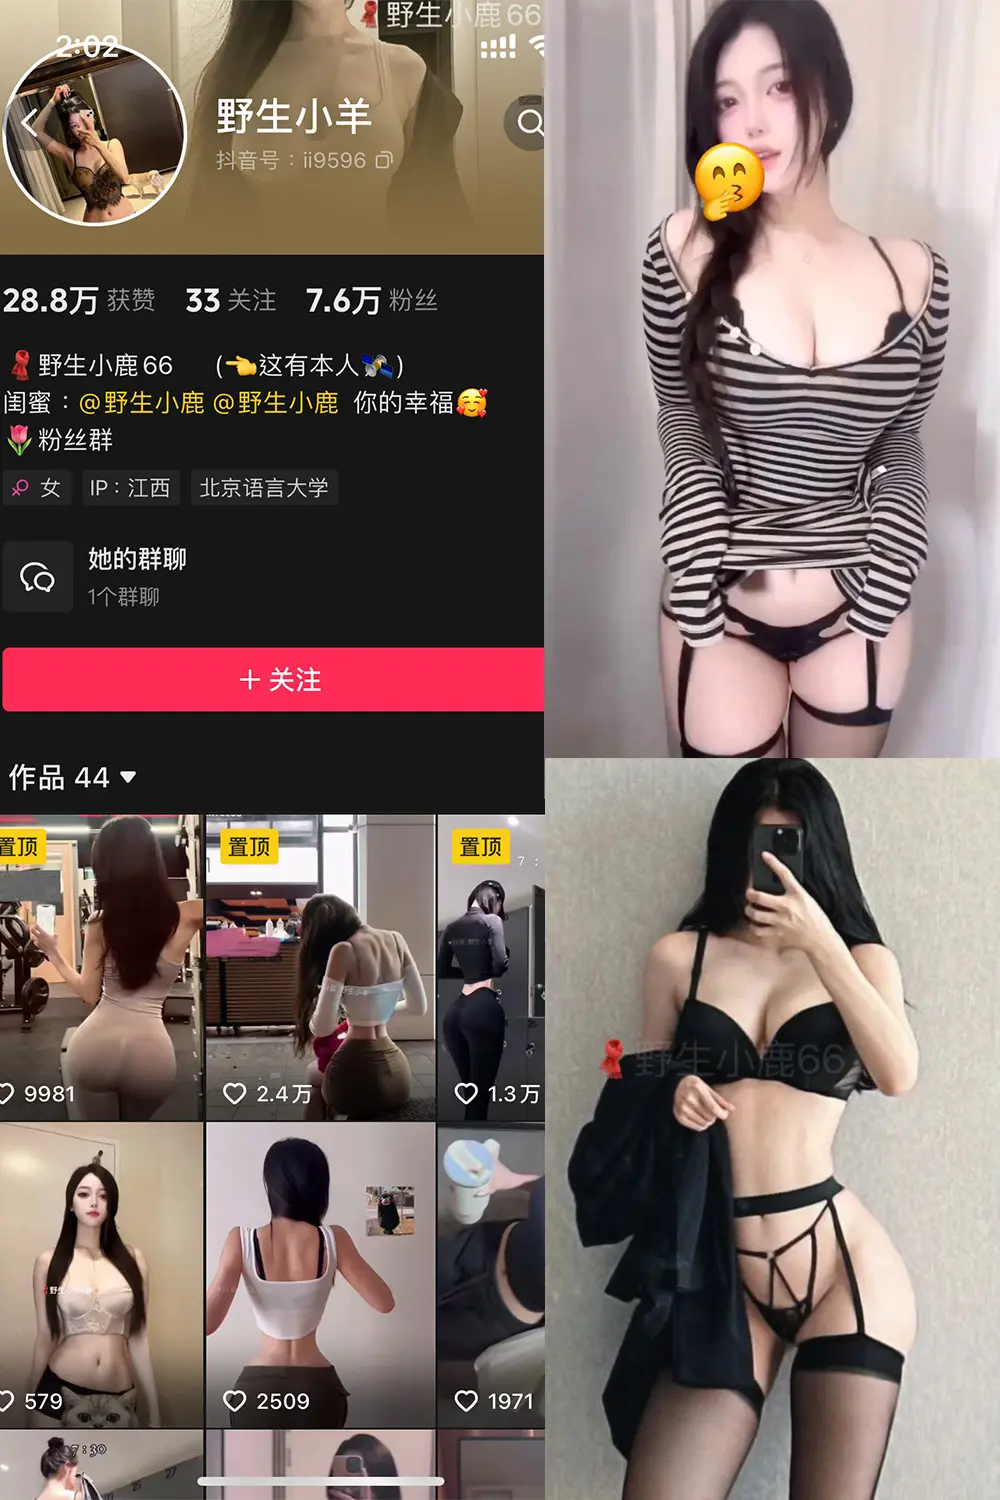 野生小鹿66
2:02
野生小羊
抖音号：ii9596
28.8万 获赞 33 关注 7.6万 粉丝
野生小鹿66 (👈这有本人🛰️)
闺蜜：@野生小鹿 @野生小鹿 你的幸福🥰
🌷粉丝群
女 IP：江西 北京语言大学
她的群聊
1个群聊
＋关注
作品 44
置顶
置顶
置顶
7 :
9981
2.4万
1.3万
579
2509
1971
7:30
野生小鹿66